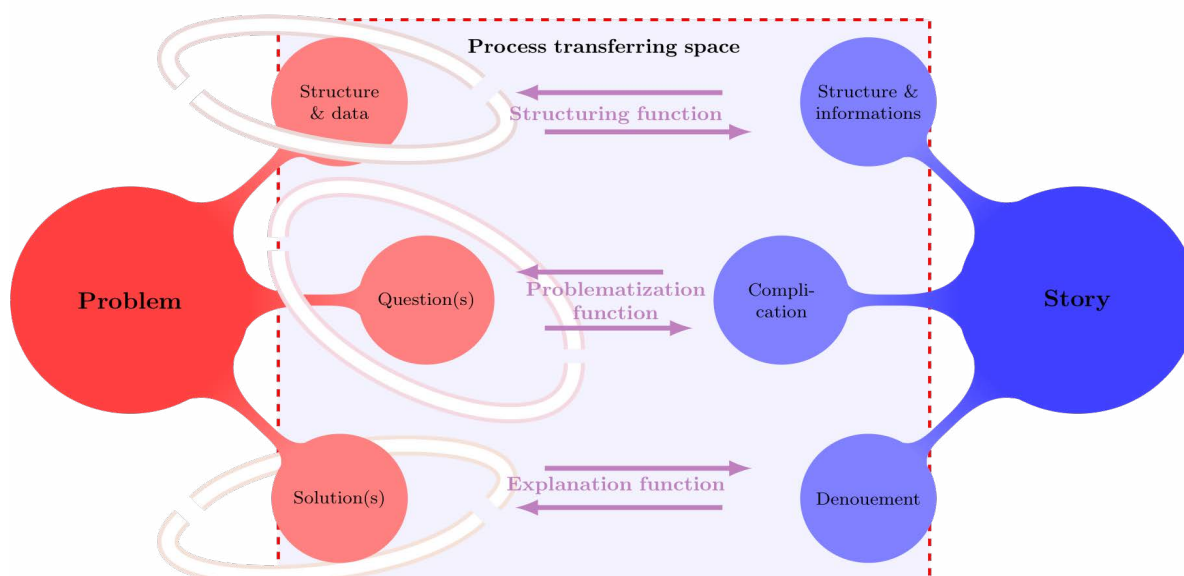 Process transferring space
Structure
& data
Structuring function
Structure &
informations
Problem
Question(s)
Problematization
function
Compli-
cation
Story
Solution(s)
Explanation function
Denouement